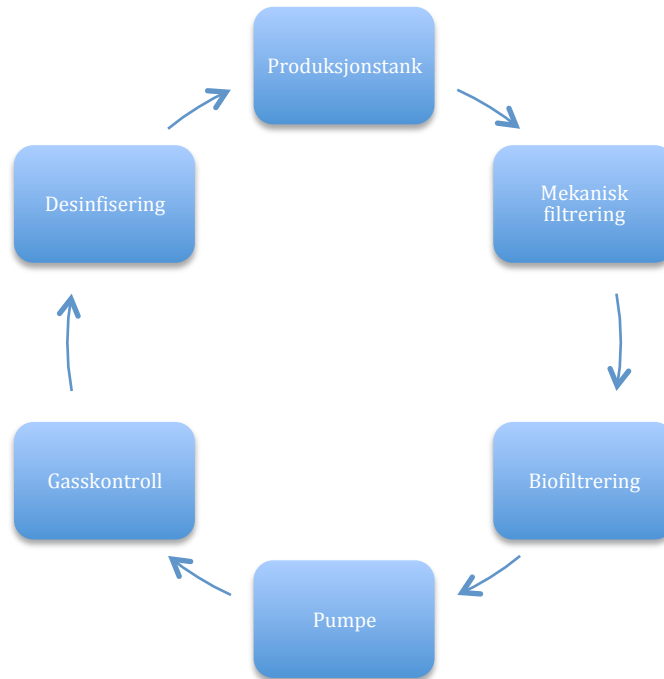 Produksjonstank
Mekanisk
filtrering
Biofiltrering
Pumpe
Gasskontroll
Desinfisering